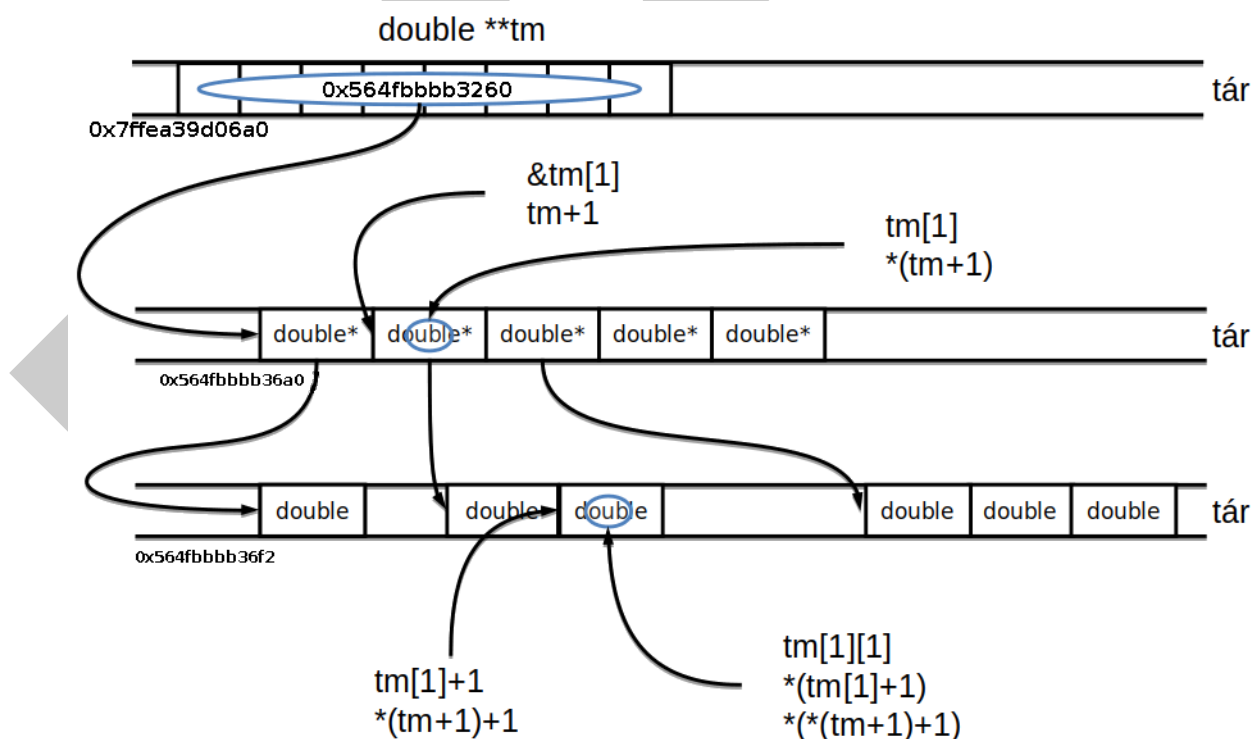 double **tm
0x564fbbbb3260
tár
0x7ffea39d06a0
&tm[1]
tm+1
tm[1]
*(tm+1)
double* double* double* double* double*
tár
0x564fbbbb36a0
double double double double double double
tár
0x564fbbbb36f2
tm[1]+1
*(tm+1)+1
tm[1][1]
*(tm[1]+1)
*(*(tm+1)+1)